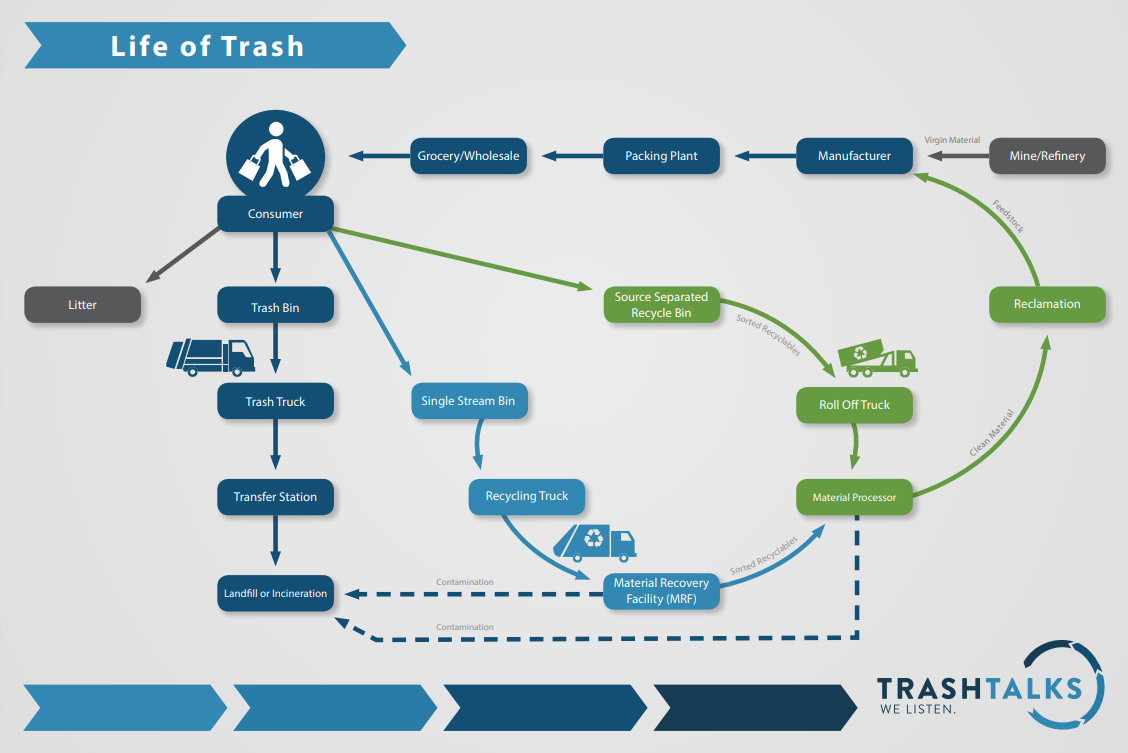 Life of Trash
Grocery/Wholesale
Packing Plant
Manufacturer
Virgin Material
Mine/Refinery
Consumer
Feedstock
Litter
Trash Bin
Source Separated
Recycle Bin
Sorted Recyclables
Reclamation
Trash Truck
Single Stream Bin
Roll Off Truck
Clean Material
Transfer Station
Recycling Truck
Material Processor
Landfill or Incineration
Contamination
Material Recovery
Facility (MRF)
Sorted Recyclables
Contamination
TRASHTALKS
WE LISTEN.